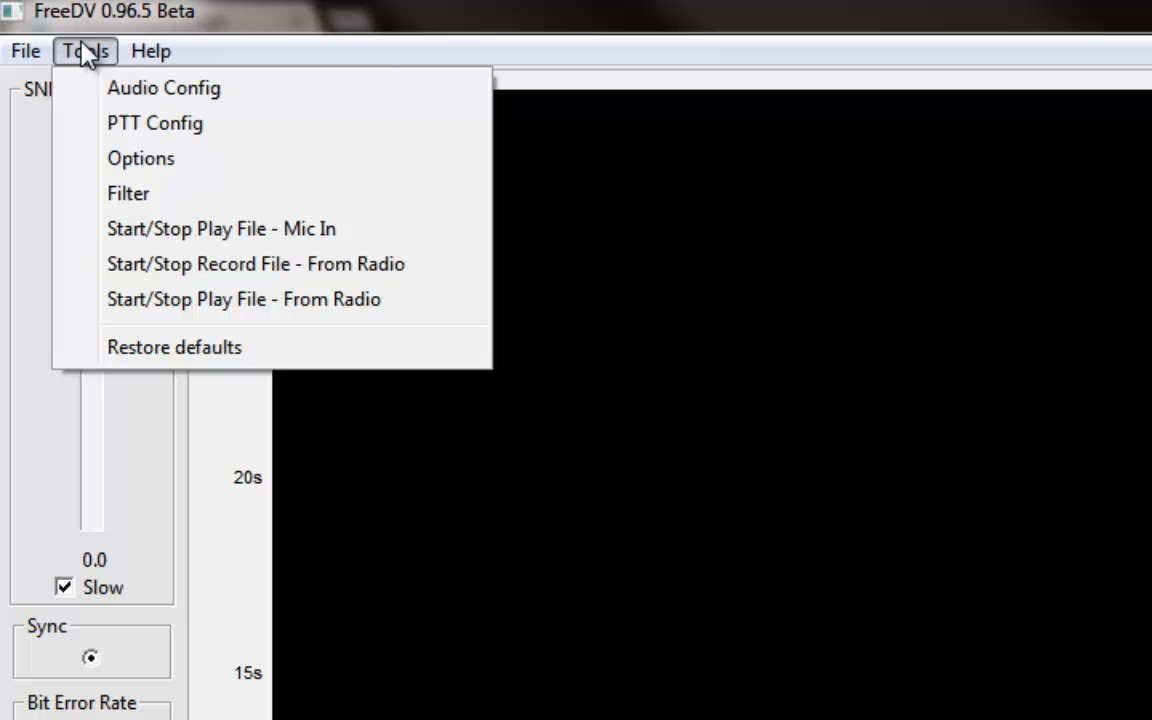 FreeDV 0.96.5 Beta
File Tools Help
SN
Audio Config
PTT Config
Options
Filter
Start/Stop Play File - Mic In
Start/Stop Record File - From Radio
Start/Stop Play File - From Radio
Restore defaults
20s
0.0
Slow
Sync
15s
Bit Error Rate